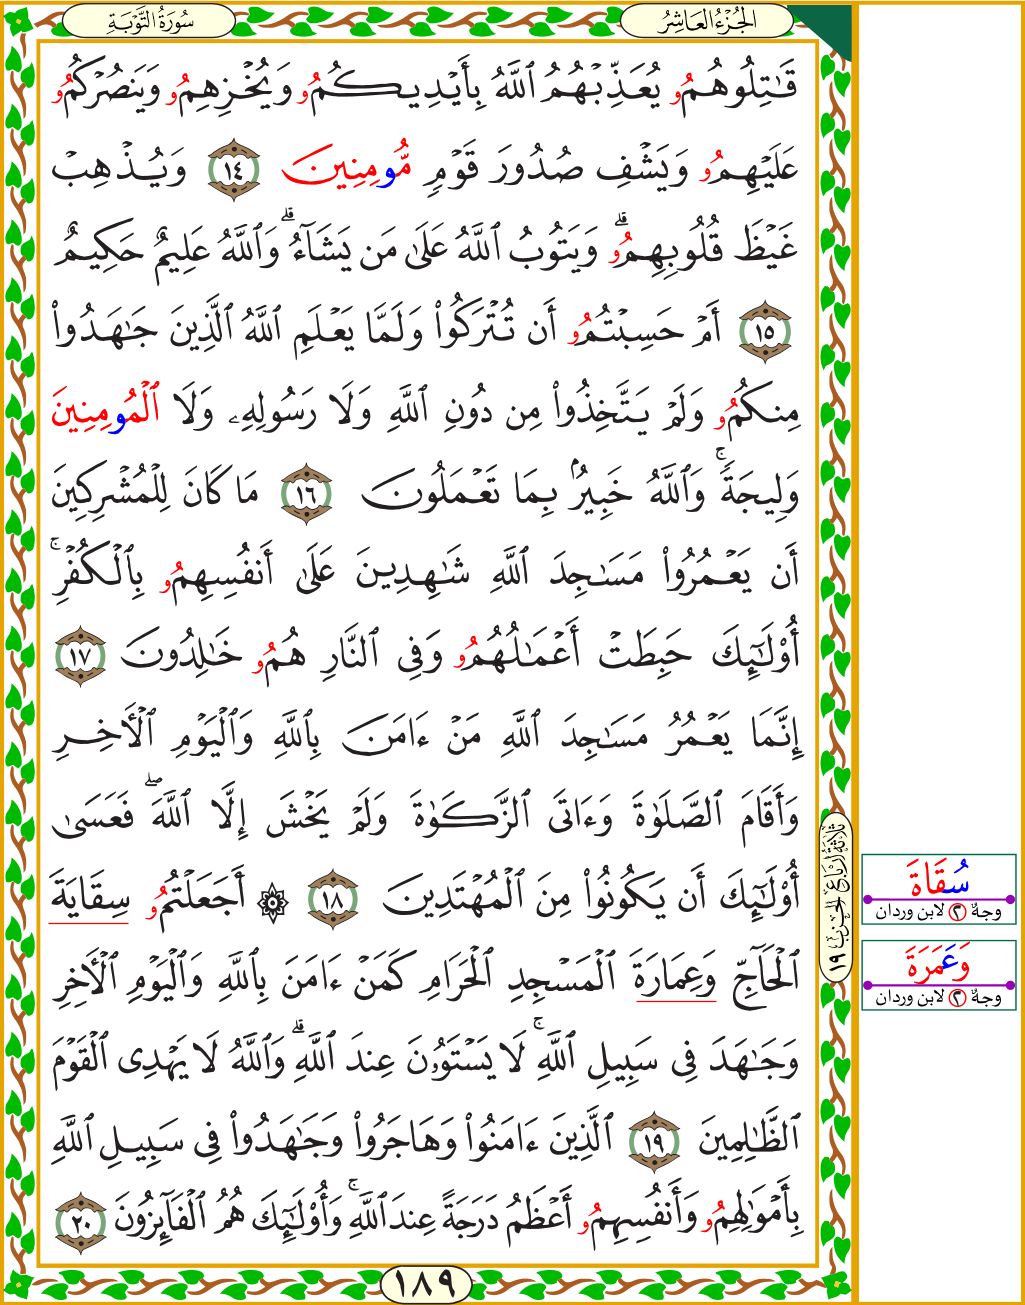 الجُزْءُ العَاشِرُ
سُورَةُ التَّوْبَةِ
قَٰتِلُوهُمُو يُعَذِّبْهُمُ ٱللَّهُ بِأَيْدِيكُمُو وَيُخْزِهِمُو وَيَنصُرْكُمُو
عَلَيْهِمُو وَيَشْفِ صُدُورَ قَوْمٍ مُّومِنِينَ ١٤ وَيُذْهِبْ
غَيْظَ قُلُوبِهِمُوۗ وَيَتُوبُ ٱللَّهُ عَلَىٰ مَن يَشَآءُۗ وَٱللَّهُ عَلِيمٌ حَكِيمٌ
١٥ أَمْ حَسِبْتُمُو أَن تُتْرَكُوا۟ وَلَمَّا يَعْلَمِ ٱللَّهُ ٱلَّذِينَ جَٰهَدُوا۟
مِنكُمُو وَلَمْ يَتَّخِذُوا۟ مِن دُونِ ٱللَّهِ وَلَا رَسُولِهِۦ وَلَا ٱلْمُومِنِينَ
وَلِيجَةًۚ وَٱللَّهُ خَبِيرٌۢ بِمَا تَعْمَلُونَ ١٦ مَا كَانَ لِلْمُشْرِكِينَ
أَن يَعْمُرُوا۟ مَسَٰجِدَ ٱللَّهِ شَٰهِدِينَ عَلَىٰٓ أَنفُسِهِمُو بِٱلْكُفْرِۚ
أُو۟لَٰٓئِكَ حَبِطَتْ أَعْمَٰلُهُمُو وَفِى ٱلنَّارِ هُمُو خَٰلِدُونَ ١٧
إِنَّمَا يَعْمُرُ مَسَٰجِدَ ٱللَّهِ مَنْ ءَامَنَ بِٱللَّهِ وَٱلْيَوْمِ ٱلْأَخِرِ
وَأَقَامَ ٱلصَّلَوٰةَ وَءَاتَى ٱلزَّكَوٰةَ وَلَمْ يَخْشَ إِلَّا ٱللَّهَۖ فَعَسَىٰٓ
أُو۟لَٰٓئِكَ أَن يَكُونُوا۟ مِنَ ٱلْمُهْتَدِينَ ١٨ ۞ أَجَعَلْتُمُو سِقَايَةَ
ٱلْحَآجِّ وَعِمَارَةَ ٱلْمَسْجِدِ ٱلْحَرَامِ كَمَنْ ءَامَنَ بِٱللَّهِ وَٱلْيَوْمِ ٱلْأَخِرِ
وَجَٰهَدَ فِى سَبِيلِ ٱللَّهِۚ لَا يَسْتَوُۥنَ عِندَ ٱللَّهِۗ وَٱللَّهُ لَا يَهْدِى ٱلْقَوْمَ
ٱلظَّٰلِمِينَ ١٩ ٱلَّذِينَ ءَامَنُوا۟ وَهَاجَرُوا۟ وَجَٰهَدُوا۟ فِى سَبِيلِ ٱللَّهِ
بِأَمْوَٰلِهِمُو وَأَنفُسِهِمُو أَعْظَمُ دَرَجَةً عِندَ ٱللَّهِۚ وَأُو۟لَٰٓئِكَ هُمُ ٱلْفَآئِزُونَ ٢٠
ثَلَاثَةُ أَرْبَاعِ الحِزْبِ ١٩
سُقَاةَ
وجهٌ ٢ لابن وردان
وَعَمَرَةَ
وجهٌ ٢ لابن وردان
١٨٩